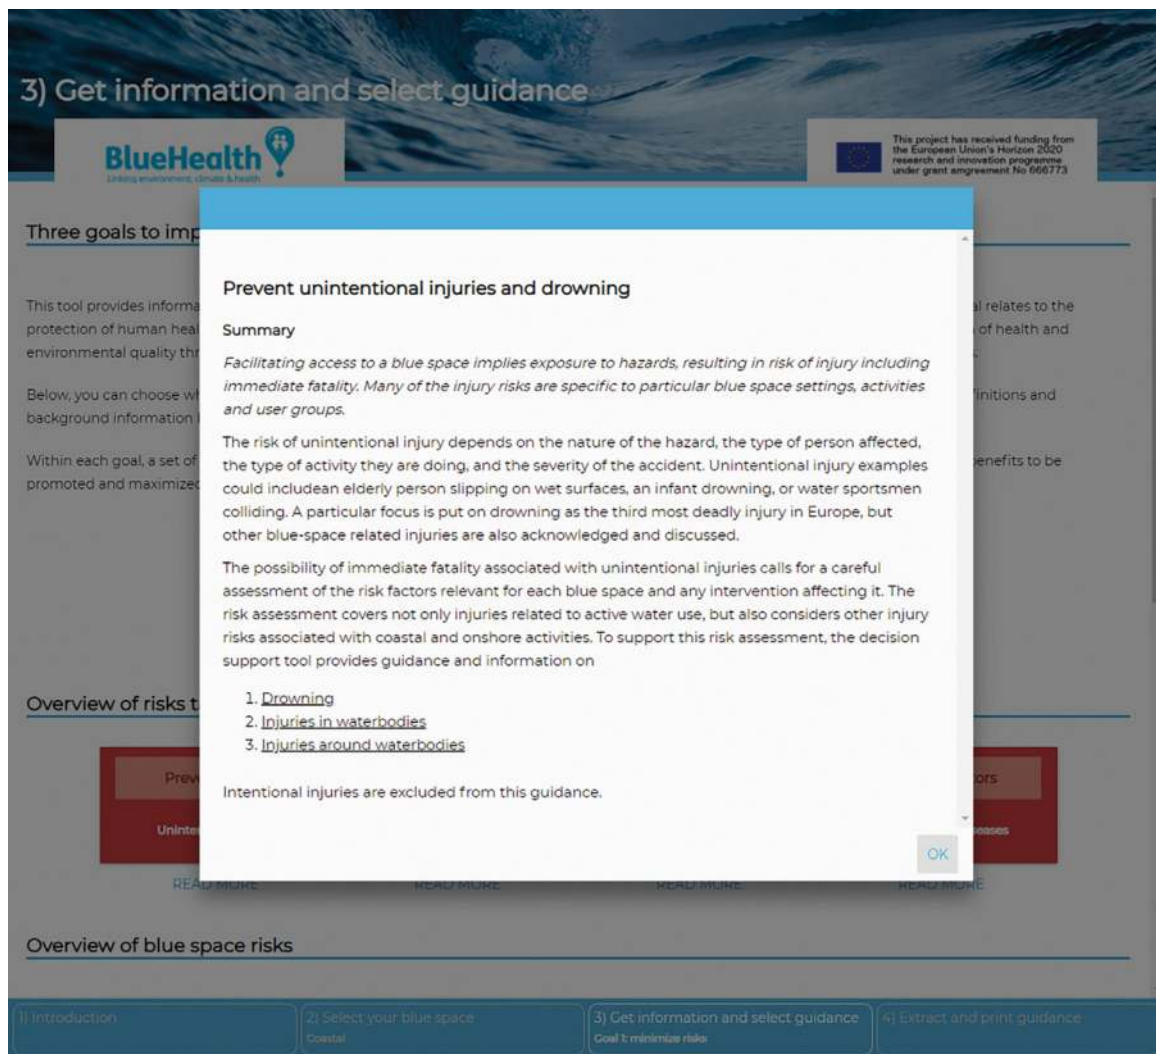 3) Get information and select guidance
BlueHealth
Linking environment, climate & health
This project has received funding from
the European Union's Horizon 2020
research and innovation programme
under grant amgreement No 666773
Three goals to imp
This tool provides informa
al relates to the
protection of human heal
of health and
environmental quality thr
Below, you can choose wh
initions and
background information
Within each goal, a set of
benefits to be
promoted and maximized
Prevent unintentional injuries and drowning
Summary
Facilitating access to a blue space implies exposure to hazards, resulting in risk of injury including
immediate fatality. Many of the injury risks are specific to particular blue space settings, activities
and user groups.
The risk of unintentional injury depends on the nature of the hazard, the type of person affected,
the type of activity they are doing, and the severity of the accident. Unintentional injury examples
could includean elderly person slipping on wet surfaces, an infant drowning, or water sportsmen
colliding. A particular focus is put on drowning as the third most deadly injury in Europe, but
other blue-space related injuries are also acknowledged and discussed.
The possibility of immediate fatality associated with unintentional injuries calls for a careful
assessment of the risk factors relevant for each blue space and any intervention affecting it. The
risk assessment covers not only injuries related to active water use, but also considers other injury
risks associated with coastal and onshore activities. To support this risk assessment, the decision
support tool provides guidance and information on
1. Drowning
2. Injuries in waterbodies
3. Injuries around waterbodies
Intentional injuries are excluded from this guidance.
OK
Overview of risks t
Prev
ors
Uninte
seases
READ MORE READ MORE READ MORE READ MORE
Overview of blue space risks
1) Introduction
2) Select your blue space
Coastal
3) Get information and select guidance
Goal 1: minimize risks
4) Extract and print guidance